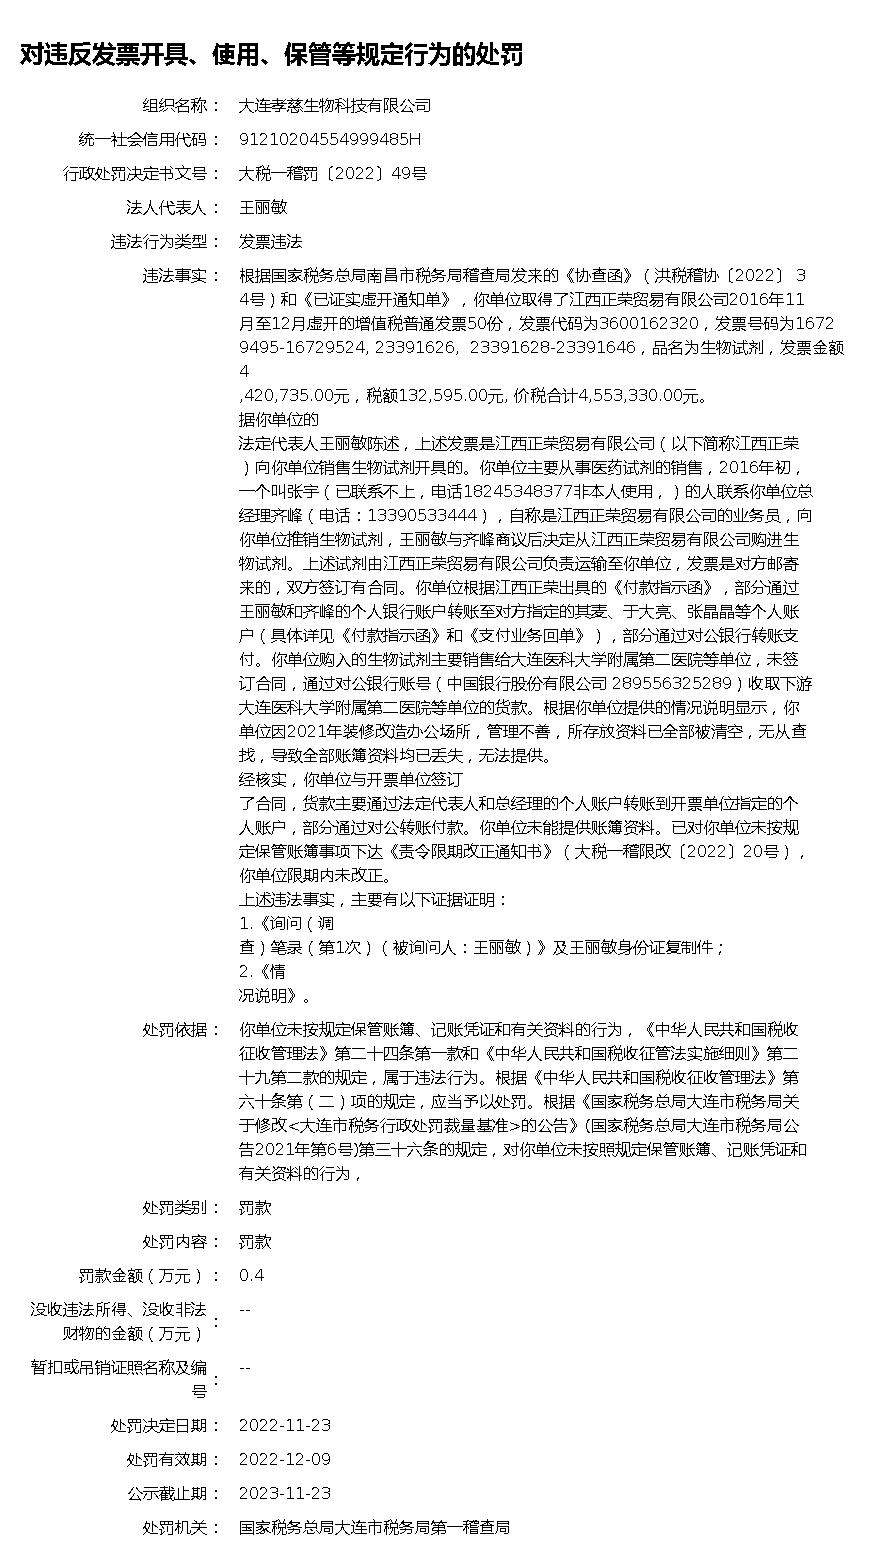 对违反发票开具、使用、保管等规定行为的处罚
组织名称： 大连孝慈生物科技有限公司
统一社会信用代码： 91210204554999485H
行政处罚决定书文号： 大税一稽罚〔2022〕49号
法人代表人： 王丽敏
违法行为类型： 发票违法
违法事实： 根据国家税务总局南昌市税务局稽查局发来的《协查函》（洪税稽协〔2022〕 3
4号）和《已证实虚开通知单》，你单位取得了江西正荣贸易有限公司2016年11
月至12月虚开的增值税普通发票50份，发票代码为3600162320，发票号码为1672
9495-16729524, 23391626, 23391628-23391646，品名为生物试剂，发票金额
4
,420,735.00元，税额132,595.00元, 价税合计4,553,330.00元。
据你单位的
法定代表人王丽敏陈述，上述发票是江西正荣贸易有限公司（以下简称江西正荣
）向你单位销售生物试剂开具的。你单位主要从事医药试剂的销售，2016年初，
一个叫张宇（已联系不上，电话18245348377非本人使用，）的人联系你单位总
经理齐峰（电话：13390533444），自称是江西正荣贸易有限公司的业务员，向
你单位推销生物试剂，王丽敏与齐峰商议后决定从江西正荣贸易有限公司购进生
物试剂。上述试剂由江西正荣贸易有限公司负责运输至你单位，发票是对方邮寄
来的，双方签订有合同。你单位根据江西正荣出具的《付款指示函》，部分通过
王丽敏和齐峰的个人银行账户转账至对方指定的其麦、于大亮、张晶晶等个人账
户（具体详见《付款指示函》和《支付业务回单》），部分通过对公银行转账支
付。你单位购入的生物试剂主要销售给大连医科大学附属第二医院等单位，未签
订合同，通过对公银行账号（中国银行股份有限公司 289556325289）收取下游
大连医科大学附属第二医院等单位的货款。根据你单位提供的情况说明显示，你
单位因2021年装修改造办公场所，管理不善，所存放资料已全部被清空，无从查
找，导致全部账簿资料均已丢失，无法提供。
经核实，你单位与开票单位签订
了合同，货款主要通过法定代表人和总经理的个人账户转账到开票单位指定的个
人账户，部分通过对公转账付款。你单位未能提供账簿资料。已对你单位未按规
定保管账簿事项下达《责令限期改正通知书》（大税一稽限改〔2022〕20号），
你单位限期内未改正。
上述违法事实，主要有以下证据证明：
1.《询问（调
查）笔录（第1次）（被询问人：王丽敏）》及王丽敏身份证复制件；
2.《情
况说明》。
处罚依据： 你单位未按规定保管账簿、记账凭证和有关资料的行为，《中华人民共和国税收
征收管理法》第二十四条第一款和《中华人民共和国税收征管法实施细则》第二
十九第二款的规定，属于违法行为。根据《中华人民共和国税收征收管理法》第
六十条第（二）项的规定，应当予以处罚。根据《国家税务总局大连市税务局关
于修改<大连市税务行政处罚裁量基准>的公告》(国家税务总局大连市税务局公
告2021年第6号)第三十六条的规定，对你单位未按照规定保管账簿、记账凭证和
有关资料的行为，
处罚类别： 罚款
处罚内容： 罚款
罚款金额（万元）： 0.4
没收违法所得、没收非法
财物的金额（万元）： --
暂扣或吊销证照名称及编
号： --
处罚决定日期： 2022-11-23
处罚有效期： 2022-12-09
公示截止期： 2023-11-23
处罚机关： 国家税务总局大连市税务局第一稽查局